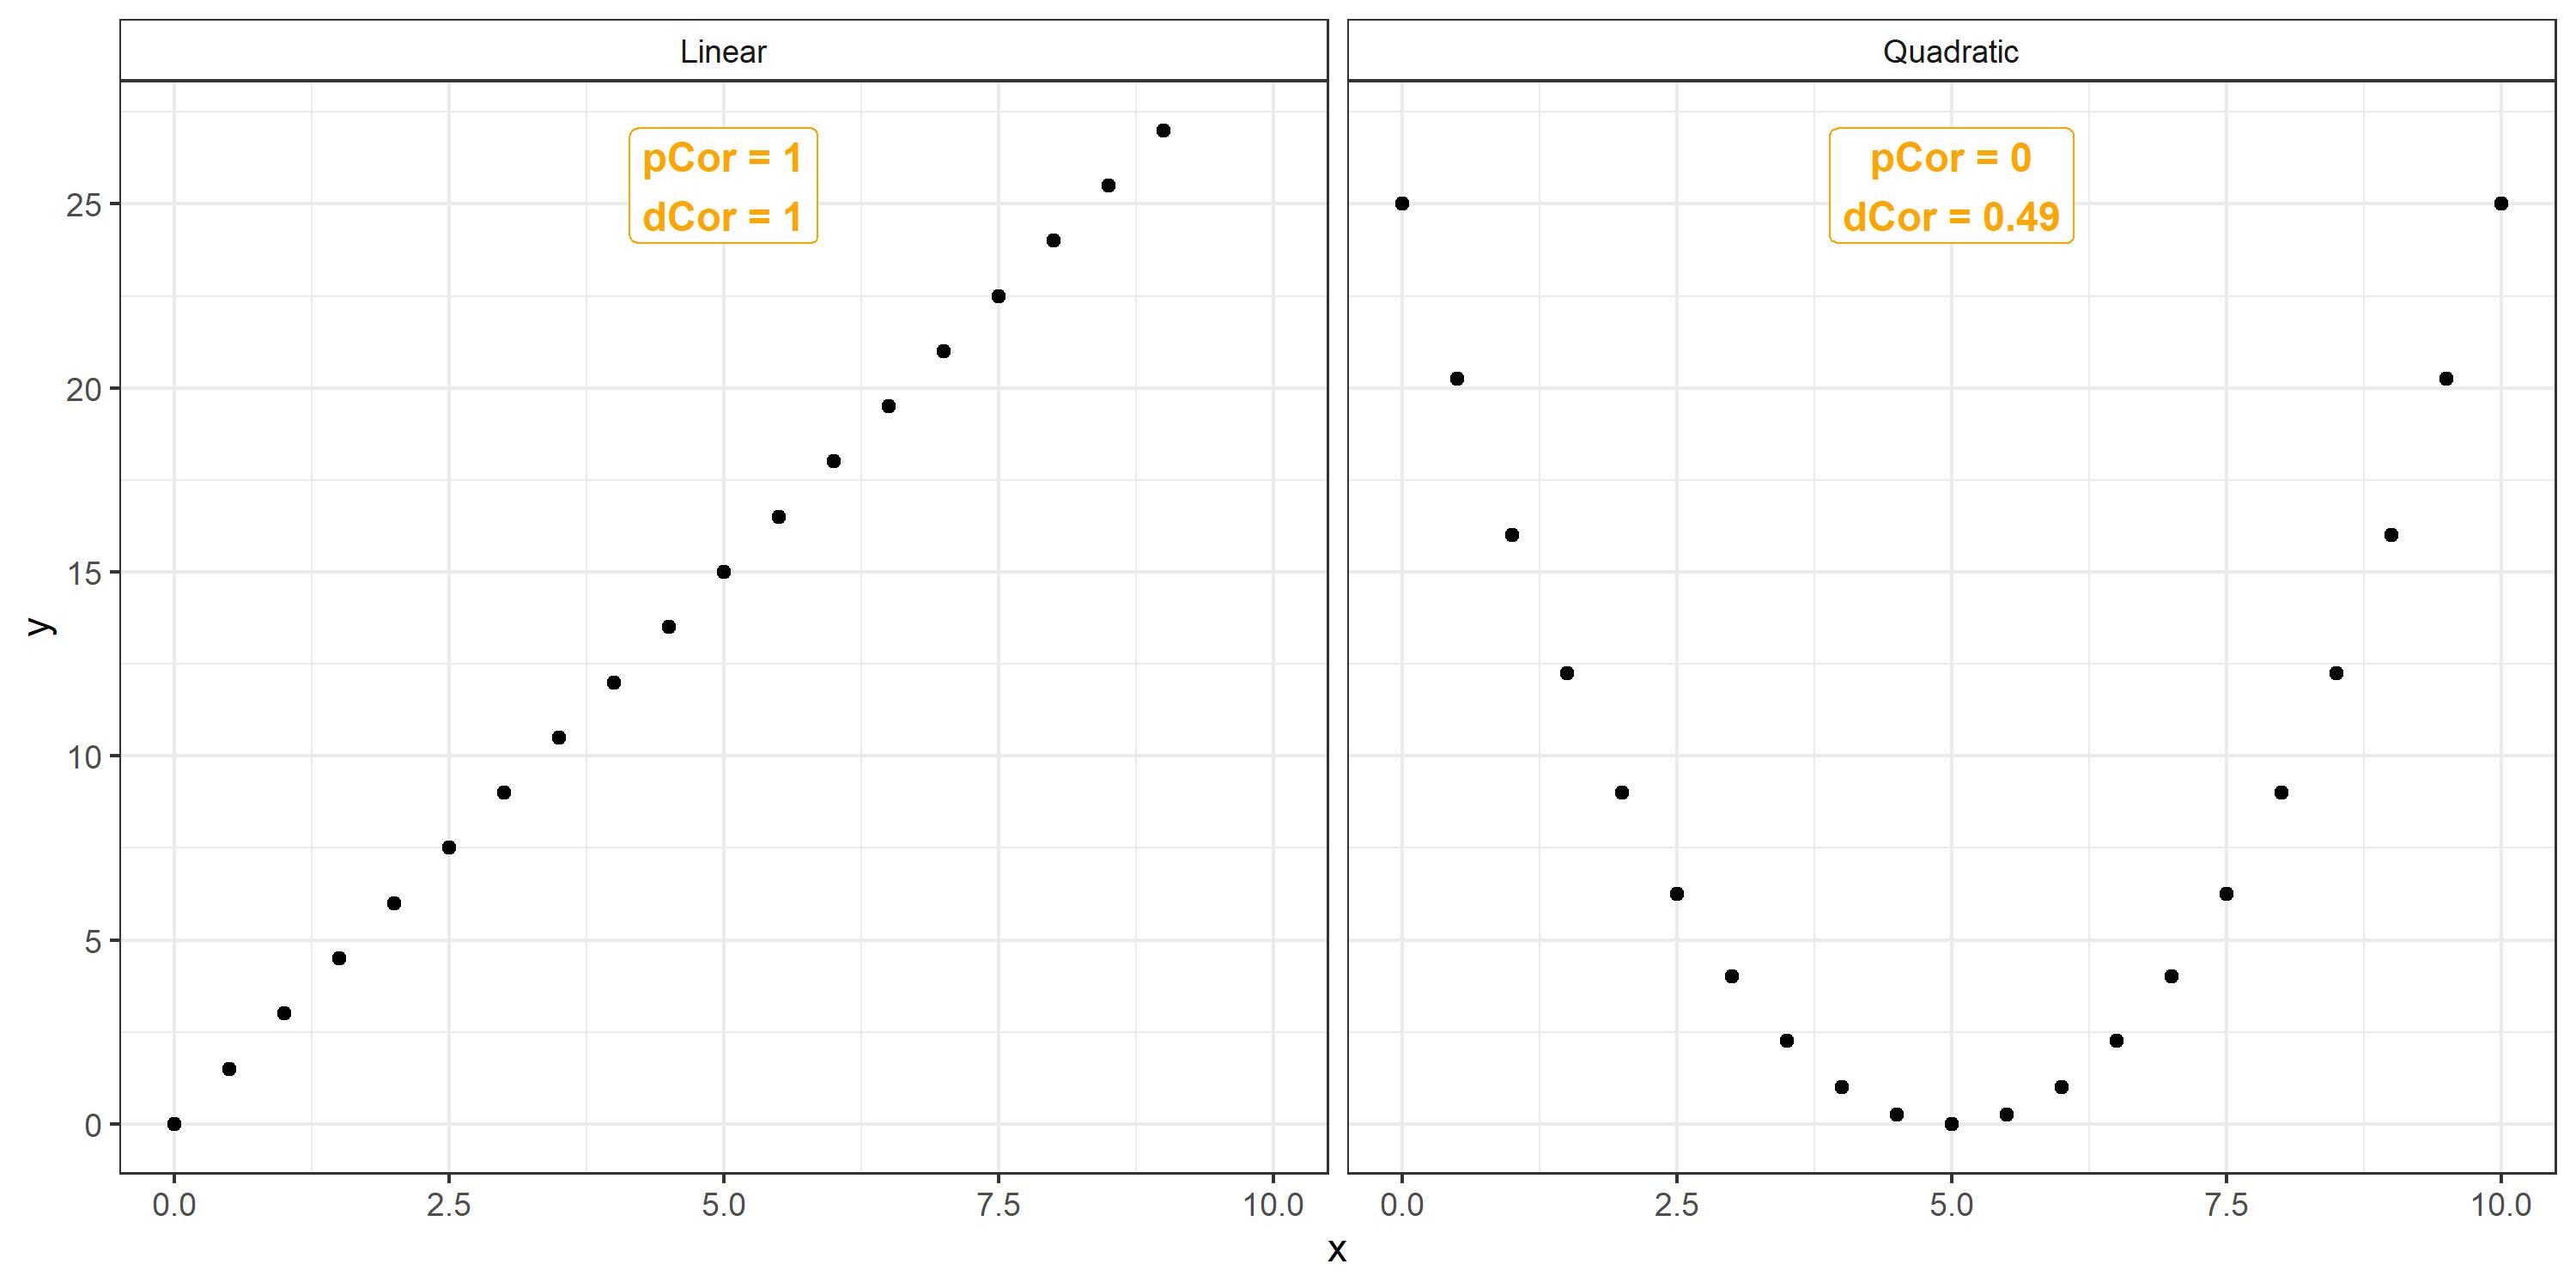 Linear
Quadratic
pCor = 1
dCor = 1
pCor = 0
dCor = 0.49
25
20
15
10
5
0
y
0.0 2.5 5.0 7.5 10.0
0.0 2.5 5.0 7.5 10.0
x